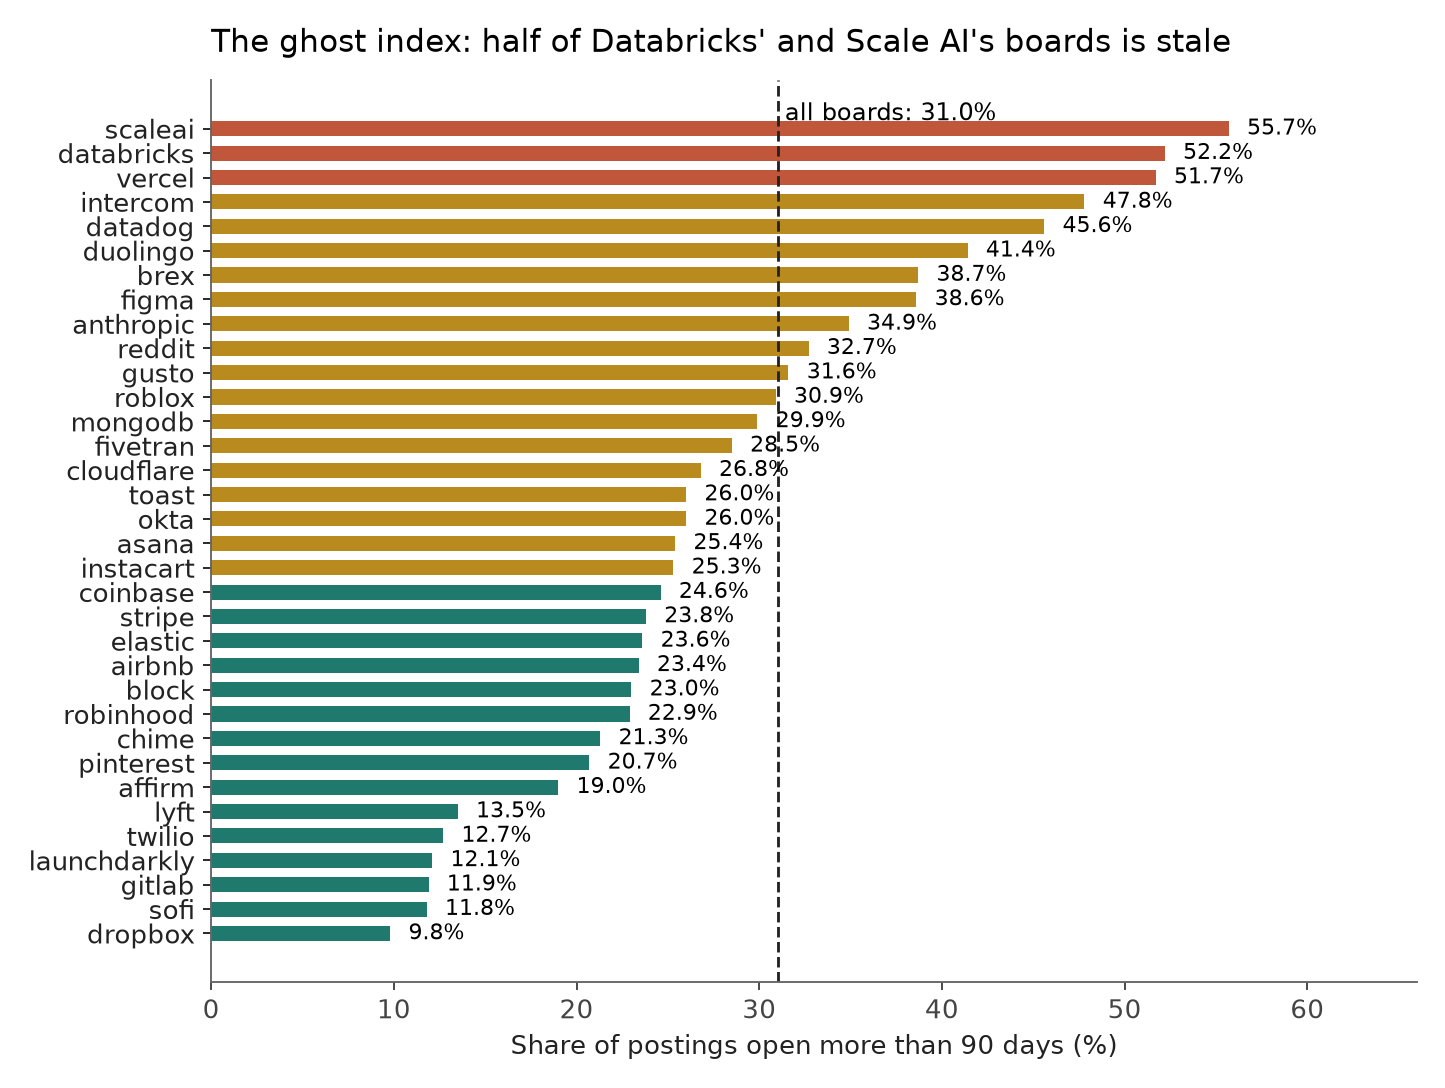 The ghost index: half of Databricks' and Scale AI's boards is stale
all boards: 31.0%
scaleai 55.7%
databricks 52.2%
vercel 51.7%
intercom 47.8%
datadog 45.6%
duolingo 41.4%
brex 38.7%
figma 38.6%
anthropic 34.9%
reddit 32.7%
gusto 31.6%
roblox 30.9%
mongodb 29.9%
fivetran 28.5%
cloudflare 26.8%
toast 26.0%
okta 26.0%
asana 25.4%
instacart 25.3%
coinbase 24.6%
stripe 23.8%
elastic 23.6%
airbnb 23.4%
block 23.0%
robinhood 22.9%
chime 21.3%
pinterest 20.7%
affirm 19.0%
lyft 13.5%
twilio 12.7%
launchdarkly 12.1%
gitlab 11.9%
sofi 11.8%
dropbox 9.8%
0 10 20 30 40 50 60
Share of postings open more than 90 days (%)